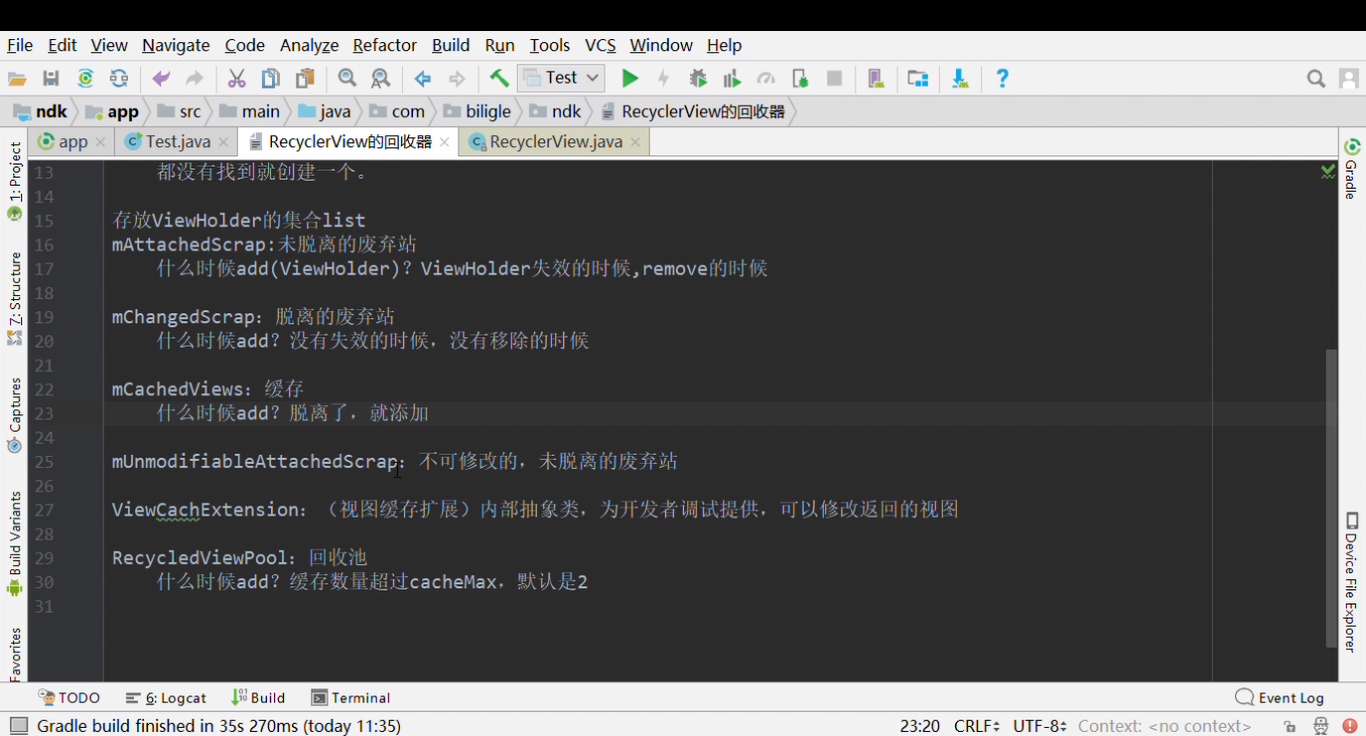 File Edit View Navigate Code Analyze Refactor Build Run Tools VCS Window Help
Test
ndk app src main java com biligle ndk RecyclerView的回收器
app Test.java RecyclerView的回收器 RecyclerView.java
1: Project
Z: Structure
Captures
Build Variants
Favorites
13 都没有找到就创建一个。
14
15 存放ViewHolder的集合list
16 mAttachedScrap:未脱离的废弃站
17 什么时候add(ViewHolder)？ViewHolder失效的时候,remove的时候
18
19 mChangedScrap：脱离的废弃站
20 什么时候add？没有失效的时候，没有移除的时候
21
22 mCachedViews：缓存
23 什么时候add？脱离了，就添加
24
25 mUnmodifiableAttachedScrap：不可修改的，未脱离的废弃站
26
27 ViewCachExtension：（视图缓存扩展）内部抽象类，为开发者调试提供，可以修改返回的视图
28
29 RecycledViewPool：回收池
30 什么时候add？缓存数量超过cacheMax，默认是2
31
Gradle
Device File Explorer
TODO 6: Logcat Build Terminal Event Log
Gradle build finished in 35s 270ms (today 11:35) 23:20 CRLF UTF-8 Context: <no context>